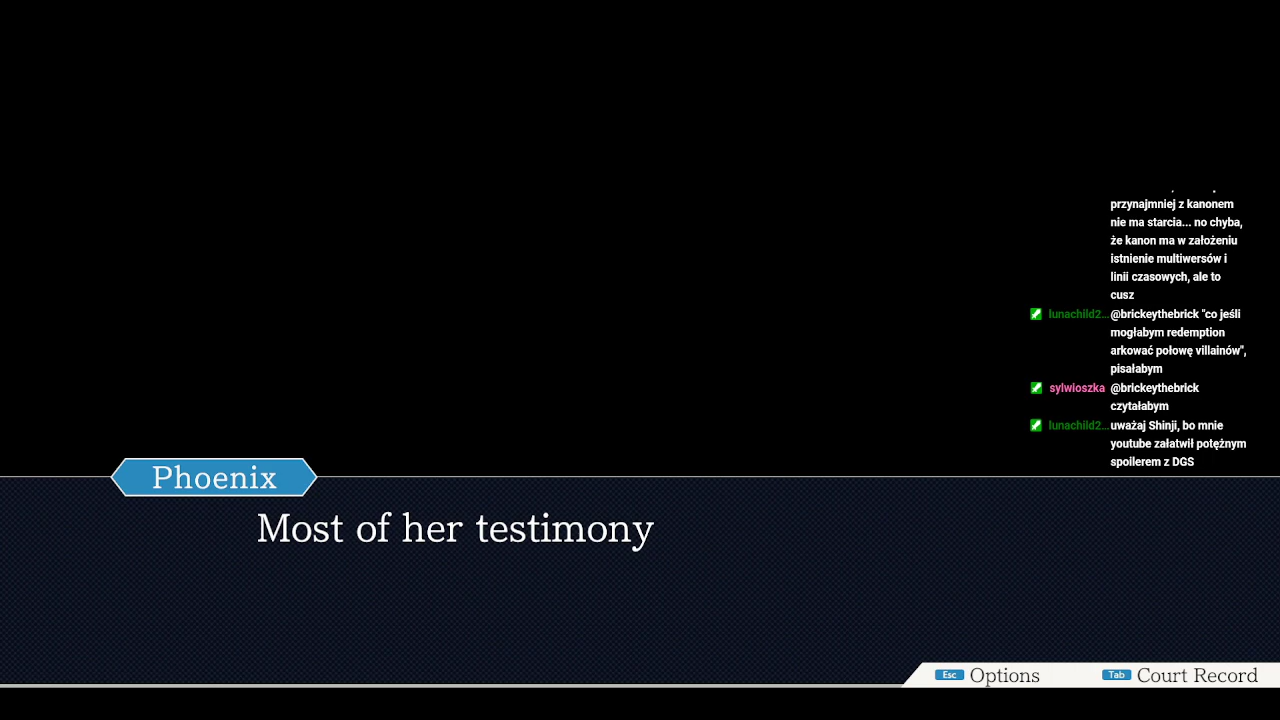 przynajmniej z kanonem
nie ma starcia... no chyba,
że kanon ma w założeniu
istnienie multiwersów i
linii czasowych, ale to
cusz
lunachild2... @brickeythebrick "co jeśli
mogłabym redemption
arkować połowę villainów",
pisałabym
sylwioszka @brickeythebrick
czytałabym
lunachild2... uważaj Shinji, bo mnie
youtube załatwił potężnym
spoilerem z DGS
Phoenix
Most of her testimony
Esc Options Tab Court Record